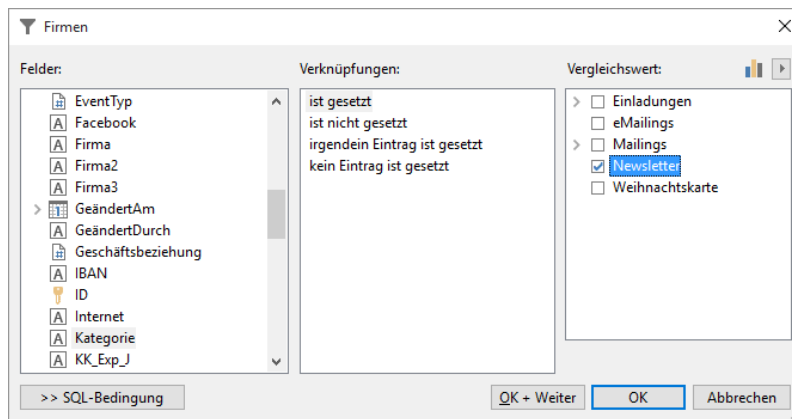 Firmen
Felder:
EventTyp
Facebook
Firma
Firma2
Firma3
GeändertAm
GeändertDurch
Geschäftsbeziehung
IBAN
ID
Internet
Kategorie
KK_Exp_J
Verknüpfungen:
ist gesetzt
ist nicht gesetzt
irgendein Eintrag ist gesetzt
kein Eintrag ist gesetzt
Vergleichswert:
Einladungen
eMailings
Mailings
Newsletter
Weihnachtskarte
>> SQL-Bedingung
OK + Weiter
OK
Abbrechen